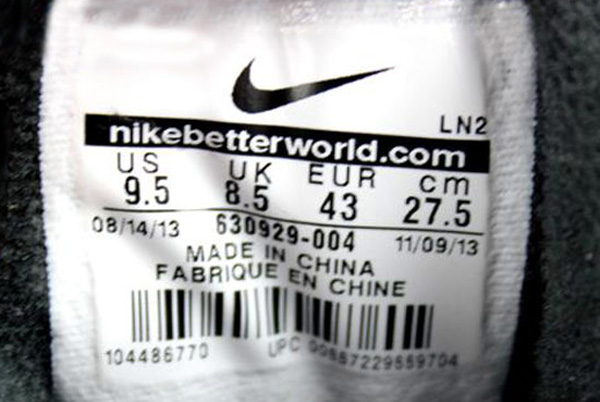 LN2
nikebetterworld.com
US UK EUR cm
9.5 8.5 43 27.5
08/14/13 630929-004 11/09/13
MADE IN CHINA
FABRIQUE EN CHINE
104486770 UPC